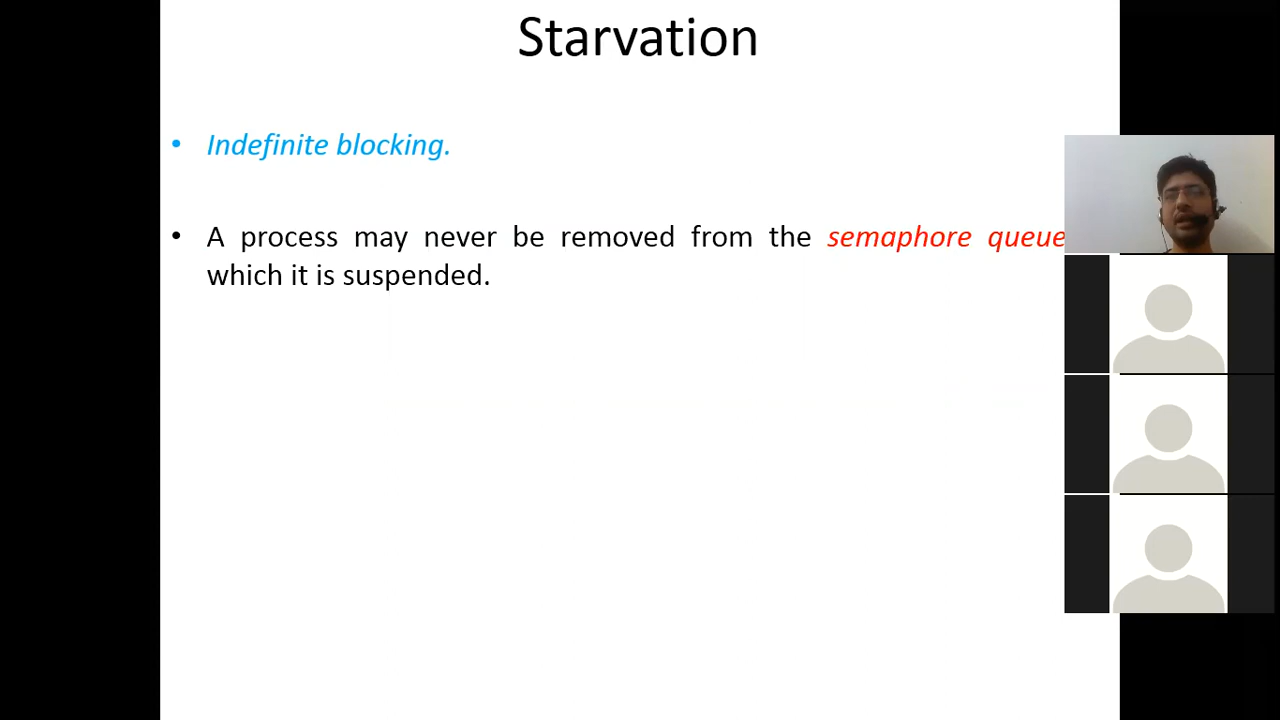 Starvation
• Indefinite blocking.
• A process may never be removed from the semaphore queue
which it is suspended.